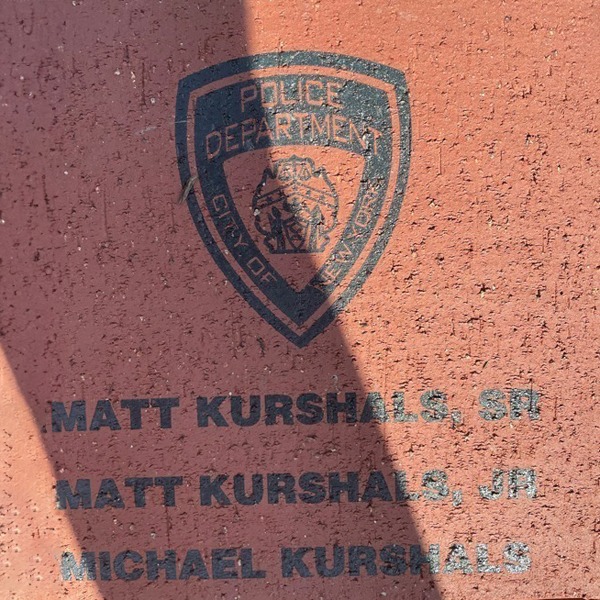 POLICE
DEPARTMENT
CITY OF NEW YORK
MATT KURSHALS, SR
MATT KURSHALS, JR
MICHAEL KURSHALS